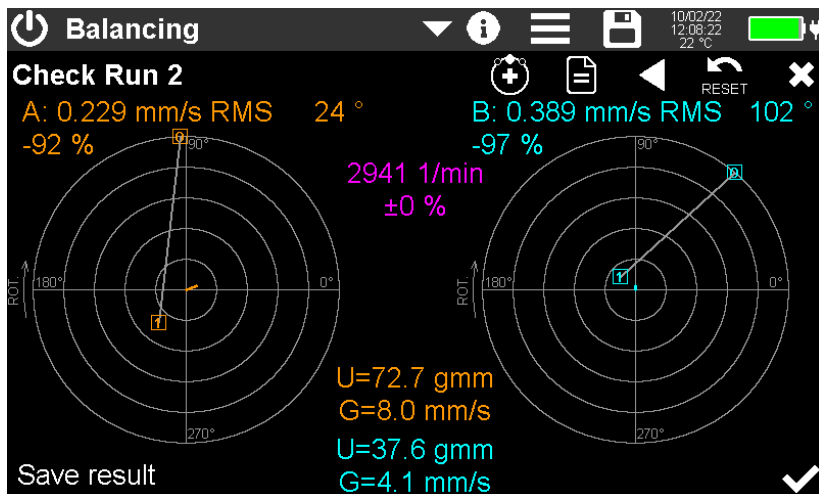 Balancing
i
10/02/22
12:08:22
22 °C
Check Run 2
RESET
A: 0.229 mm/s RMS 24 °
-92 %
B: 0.389 mm/s RMS 102 °
-97 %
2941 1/min
±0 %
0
90°
180°
0°
270°
1
ROT.
0
90°
180°
0°
270°
1
ROT.
U=72.7 gmm
G=8.0 mm/s
U=37.6 gmm
G=4.1 mm/s
Save result